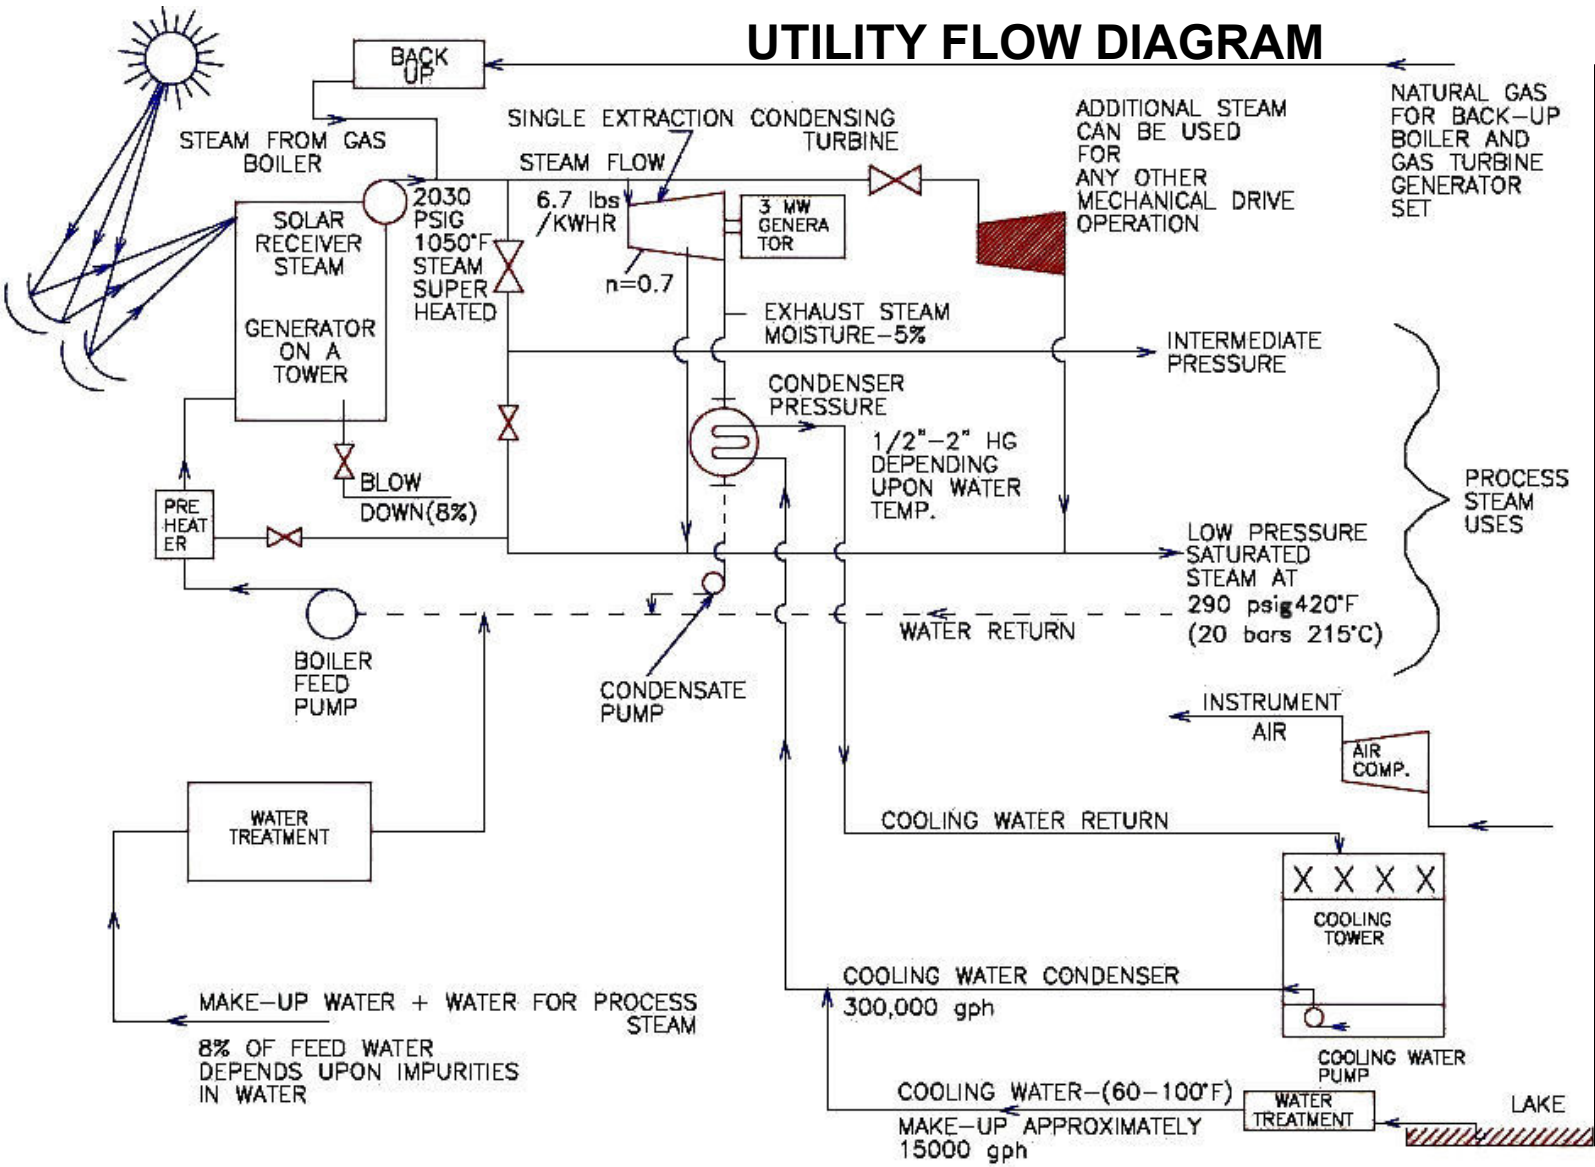 UTILITY FLOW DIAGRAM
BACK
UP
NATURAL GAS
FOR BACK-UP
BOILER AND
GAS TURBINE
GENERATOR
SET
STEAM FROM GAS
BOILER
SINGLE EXTRACTION CONDENSING
TURBINE
STEAM FLOW
ADDITIONAL STEAM
CAN BE USED
FOR
ANY OTHER
MECHANICAL DRIVE
OPERATION
2030
PSIG
1050°F
STEAM
SUPER
HEATED
6.7 lbs
/KWHR
3 MW
GENERA
TOR
n=0.7
SOLAR
RECEIVER
STEAM
GENERATOR
ON A
TOWER
EXHAUST STEAM
MOISTURE-5%
INTERMEDIATE
PRESSURE
CONDENSER
PRESSURE
1/2"-2" HG
DEPENDING
UPON WATER
TEMP.
BLOW
DOWN(8%)
PRE
HEAT
ER
PROCESS
STEAM
USES
LOW PRESSURE
SATURATED
STEAM AT
290 psig420°F
(20 bars 215°C)
WATER RETURN
BOILER
FEED
PUMP
CONDENSATE
PUMP
INSTRUMENT
AIR
AIR
COMP.
WATER
TREATMENT
COOLING WATER RETURN
X X X X
COOLING
TOWER
COOLING WATER CONDENSER
300,000 gph
MAKE-UP WATER + WATER FOR PROCESS
STEAM
8% OF FEED WATER
DEPENDS UPON IMPURITIES
IN WATER
COOLING WATER
PUMP
COOLING WATER-(60-100°F)
MAKE-UP APPROXIMATELY
15000 gph
WATER
TREATMENT
LAKE